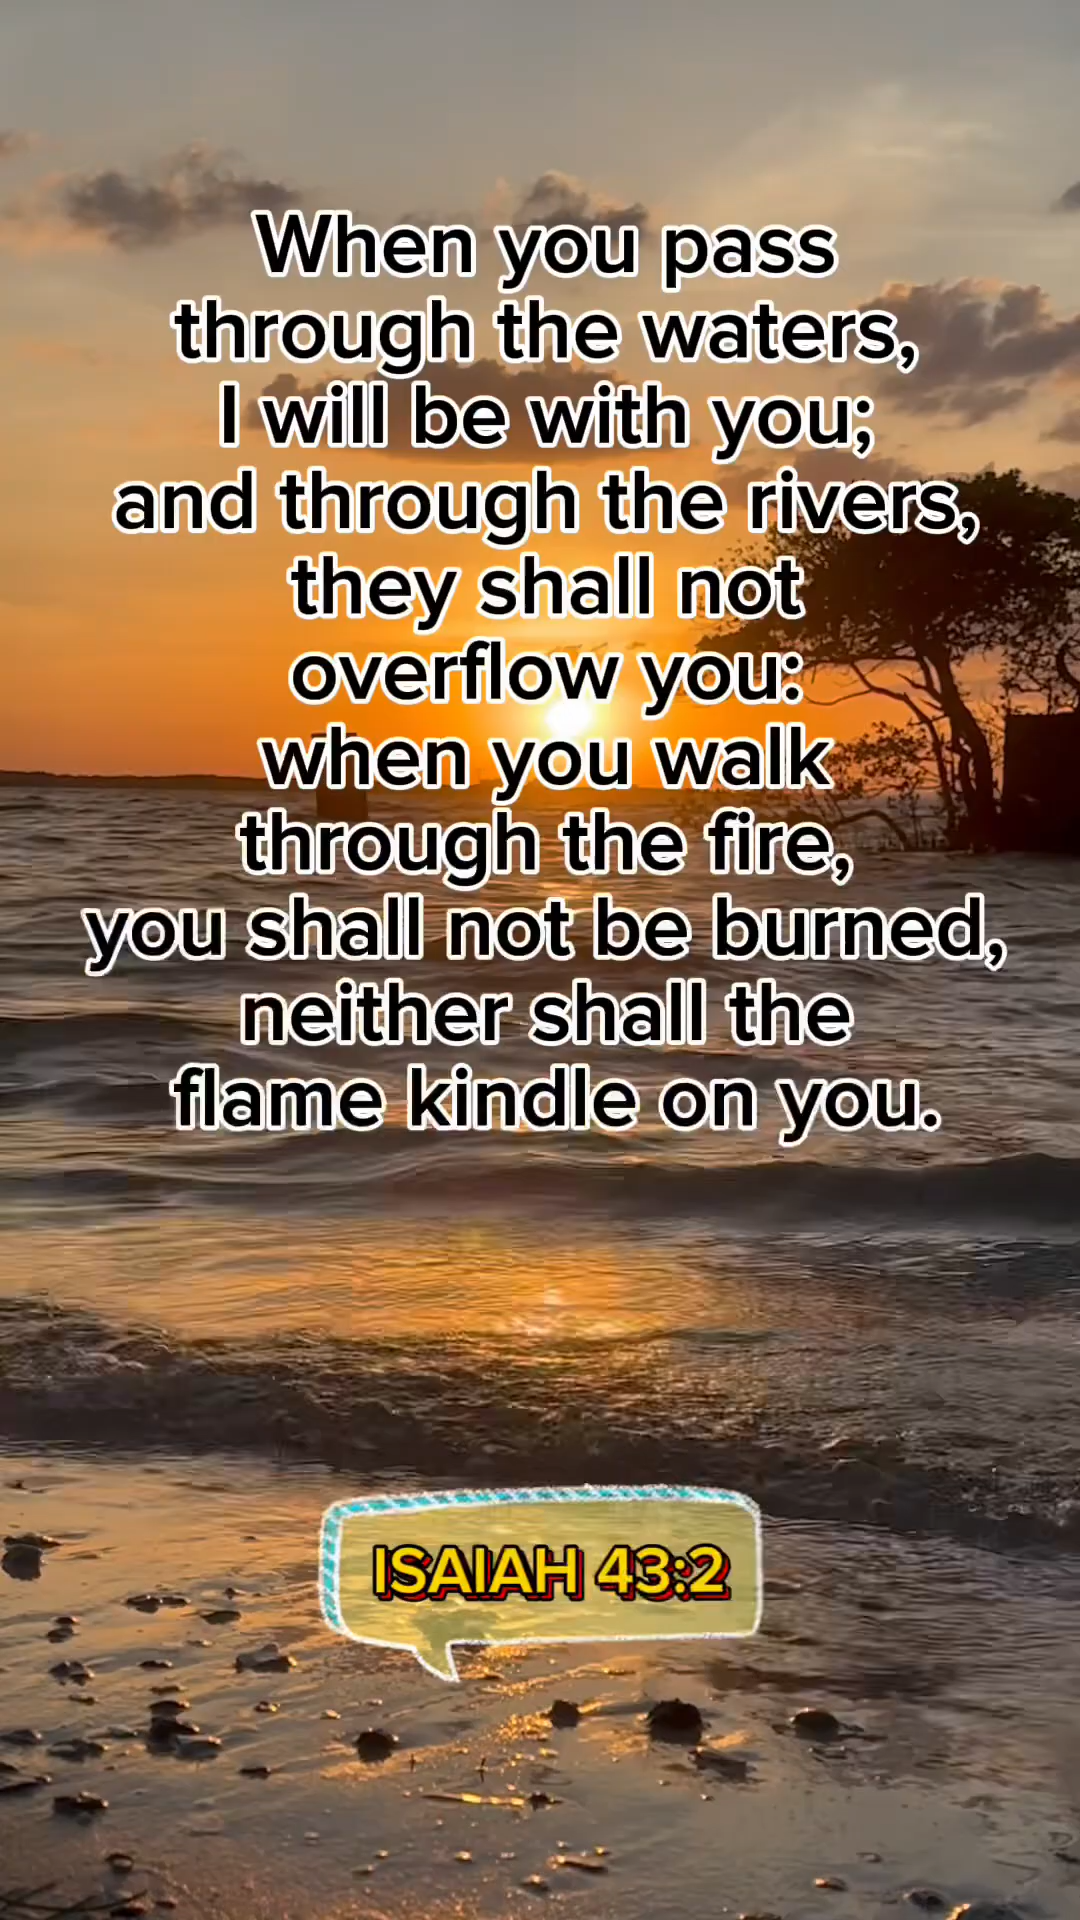 When you pass
through the waters,
I will be with you;
and through the rivers,
they shall not
overflow you:
when you walk
through the fire,
you shall not be burned,
neither shall the
flame kindle on you.
ISAIAH 43:2